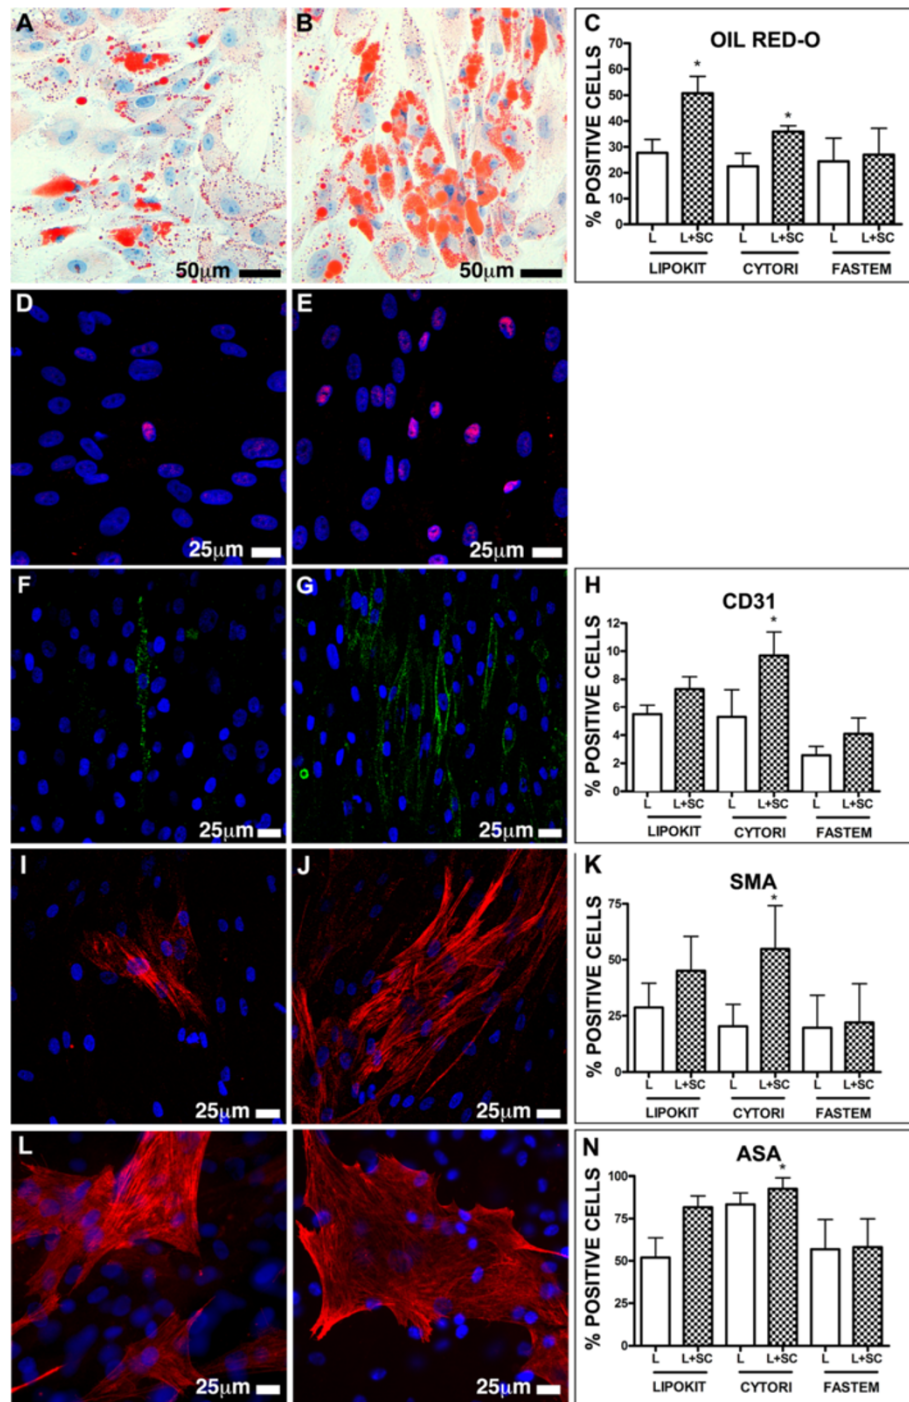 A
50μm
B
50μm
C
OIL RED-O
% POSITIVE CELLS
70
60
50
40
30
20
10
0
*
*
L
L+SC
L
L+SC
L
L+SC
LIPOKIT
CYTORI
FASTEM
D
25μm
E
25μm
F
25μm
G
25μm
H
CD31
% POSITIVE CELLS
12
10
8
6
4
2
0
*
L
L+SC
L
L+SC
L
L+SC
LIPOKIT
CYTORI
FASTEM
I
25μm
J
25μm
K
SMA
% POSITIVE CELLS
75
50
25
0
*
L
L+SC
L
L+SC
L
L+SC
LIPOKIT
CYTORI
FASTEM
L
25μm
25μm
N
ASA
% POSITIVE CELLS
100
75
50
25
0
*
L
L+SC
L
L+SC
L
L+SC
LIPOKIT
CYTORI
FASTEM